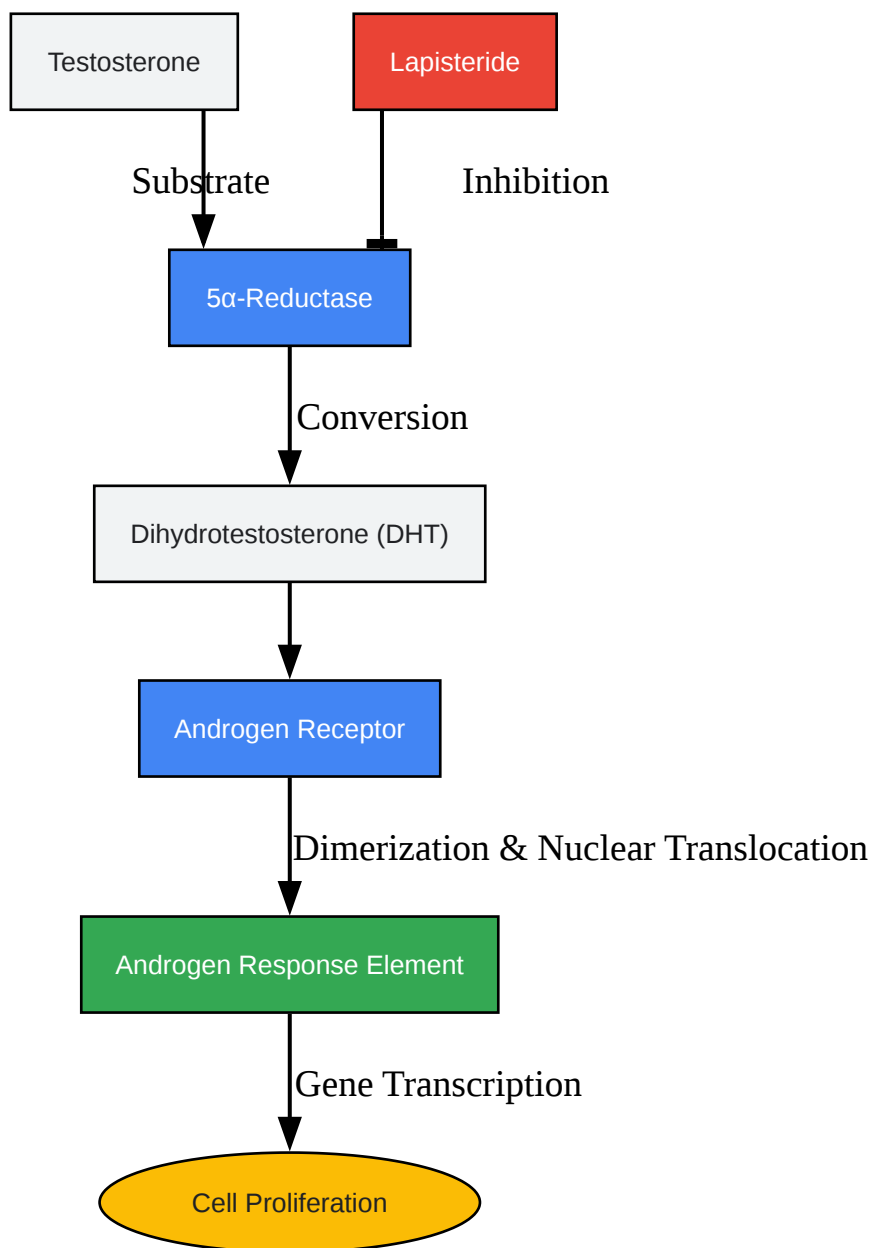 Testosterone
Lapisteride
Substrate
Inhibition
5α-Reductase
Conversion
Dihydrotestosterone (DHT)
Androgen Receptor
Dimerization & Nuclear Translocation
Androgen Response Element
Gene Transcription
Cell Proliferation